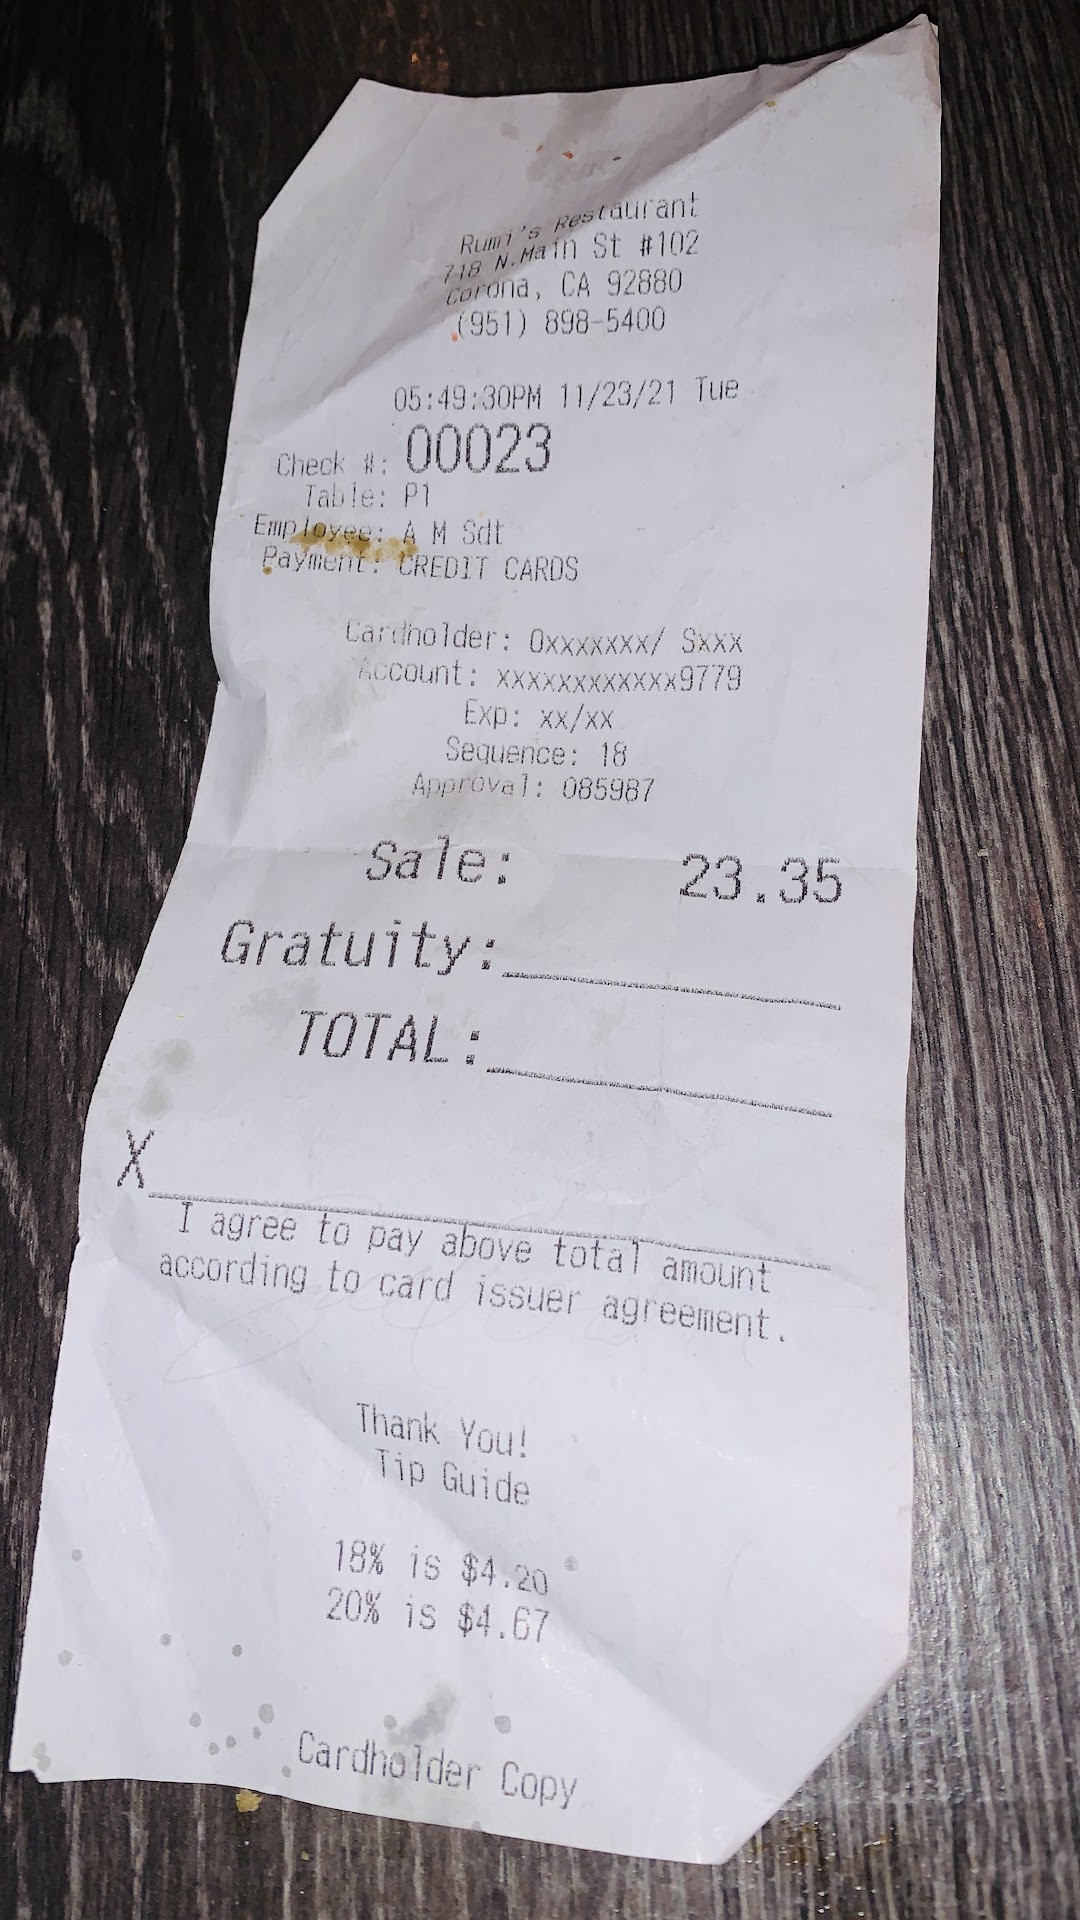 Rumi's Restaurant
718 N.Main St #102
Corona, CA 92880
(951) 898-5400
05:49:30PM 11/23/21 Tue
Check #: 00023
Table: P1
Employee: A M Sdt
Payment: CREDIT CARDS
Cardholder: Oxxxxxxx/ Sxxx
Account: xxxxxxxxxxxx9779
Exp: xx/xx
Sequence: 18
Approval: 085987
Sale: 23.35
Gratuity:
TOTAL:
X
I agree to pay above total amount
according to card issuer agreement.
Thank You!
Tip Guide
18% is $4.20
20% is $4.67
Cardholder Copy